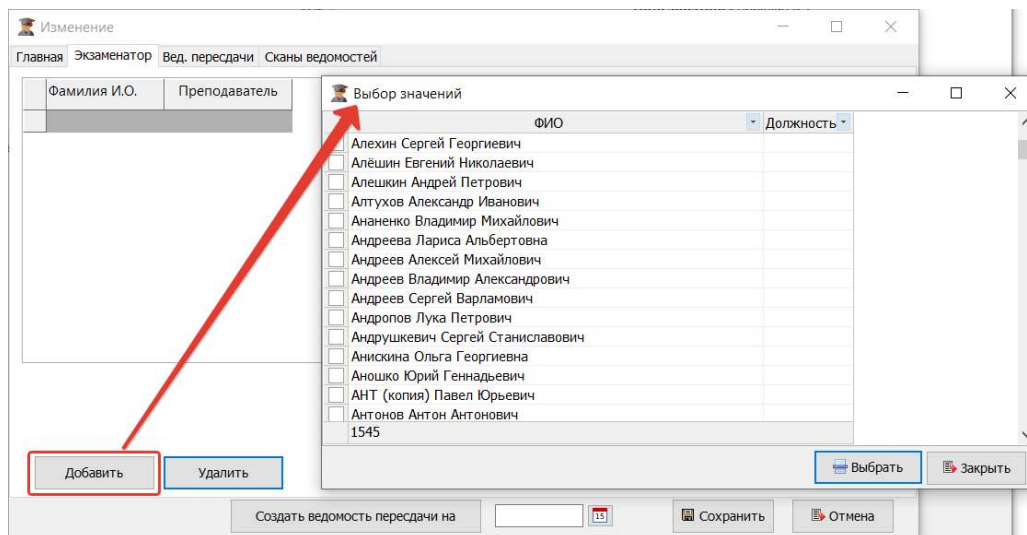 Изменение
Главная Экзаменатор Вед. пересдачи Сканы ведомостей
Фамилия И.О. Преподаватель
Выбор значений
ФИО Должность
Алехин Сергей Георгиевич
Алёшин Евгений Николаевич
Алешкин Андрей Петрович
Алтухов Александр Иванович
Ананенко Владимир Михайлович
Андреева Лариса Альбертовна
Андреев Алексей Михайлович
Андреев Владимир Александрович
Андреев Сергей Варламович
Андропов Лука Петрович
Андрушкевич Сергей Станиславович
Анискина Ольга Георгиевна
Аношко Юрий Геннадьевич
АНТ (копия) Павел Юрьевич
Антонов Антон Антонович
1545
Выбрать Закрыть
Добавить Удалить
Создать ведомость пересдачи на 15 Сохранить Отмена